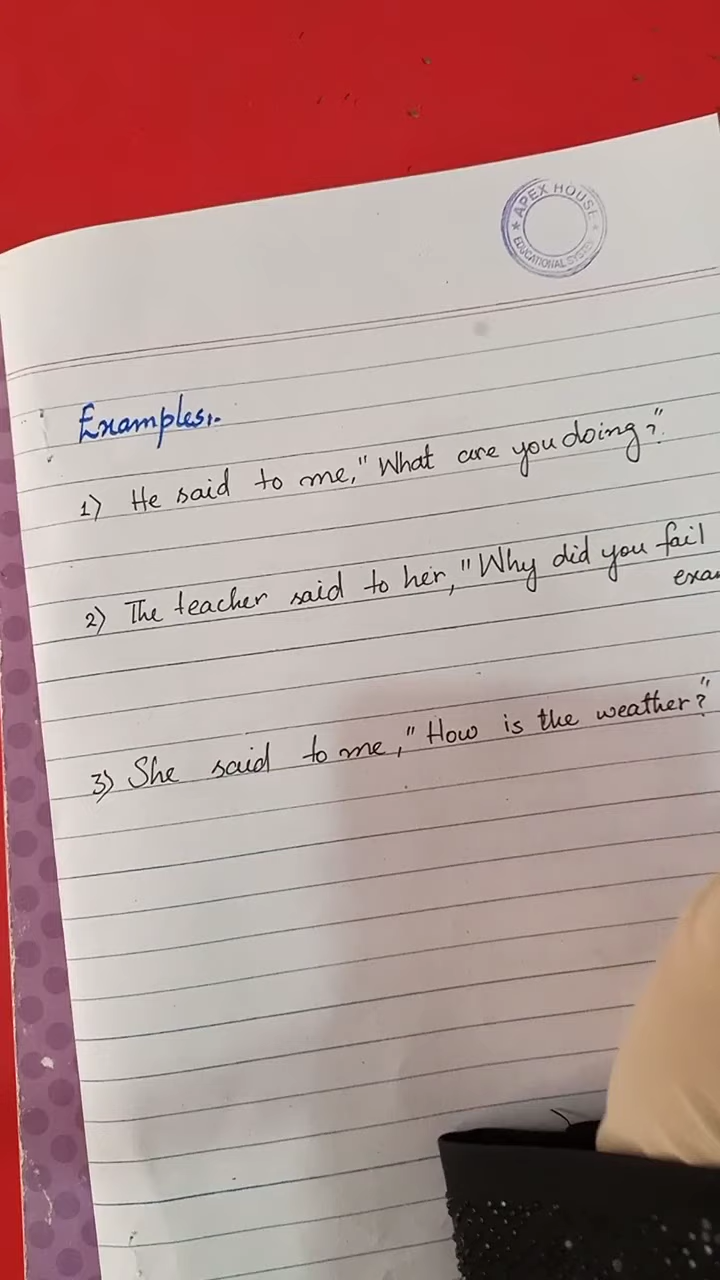 APEX HOUSE
EDUCATIONAL SYSTEM
Examples:-
1) He said to me, "What are you doing?"
2) The teacher said to her, "Why did you fail
3) She said to me, "How is the weather?"